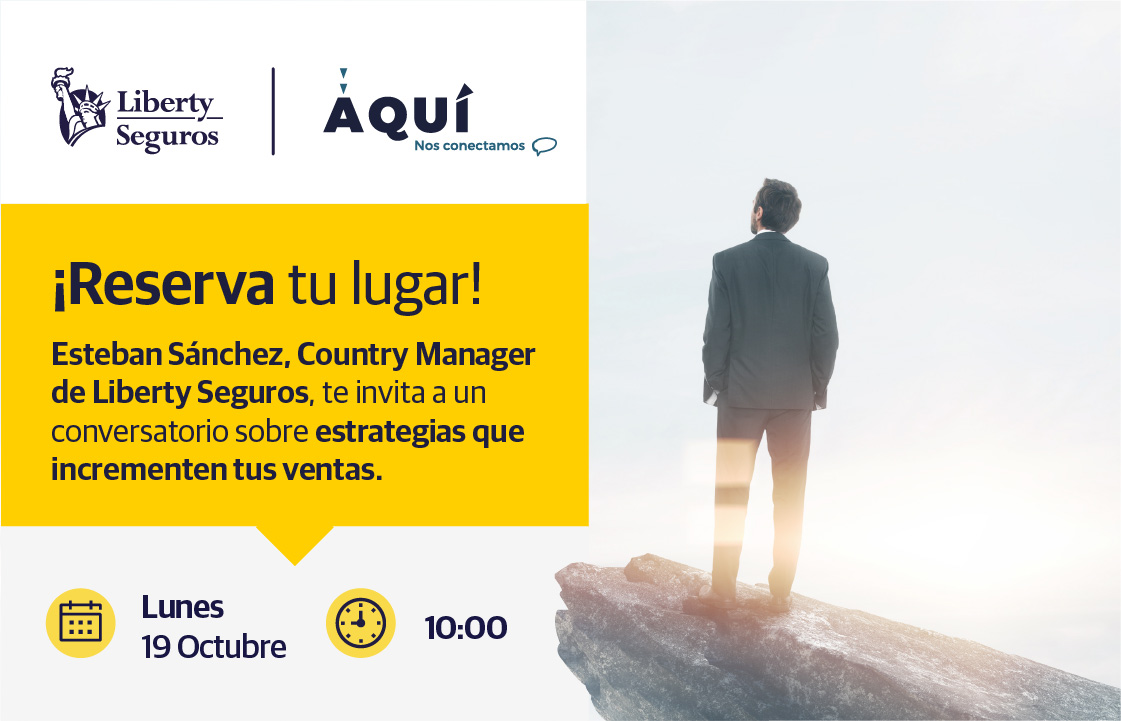 Liberty
Seguros
AQUÍ
Nos conectamos
¡Reserva tu lugar!
Esteban Sánchez, Country Manager
de Liberty Seguros, te invita a un
conversatorio sobre estrategias que
incrementen tus ventas.
Lunes
19 Octubre
10:00